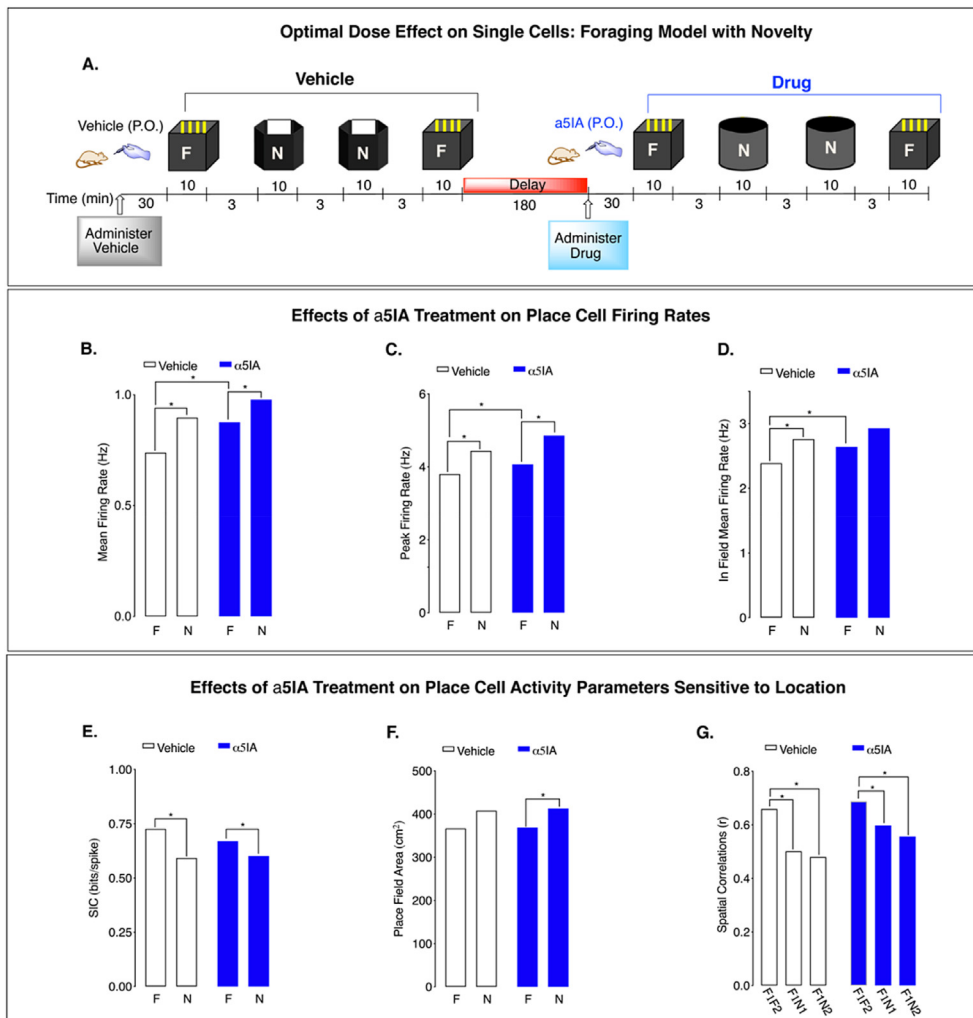 Optimal Dose Effect on Single Cells: Foraging Model with Novelty
A.
Vehicle
Drug
Vehicle (P.O.)
a5IA (P.O.)
F
N
N
F
F
N
N
F
10
10
10
10
Delay
10
10
10
10
Time (min)
30
3
3
3
180
30
3
3
3
Administer
Vehicle
Administer
Drug
Effects of a5IA Treatment on Place Cell Firing Rates
B.
Vehicle
α5IA
Mean Firing Rate (Hz)
1.0
0.5
0.0
*
*
*
F
N
F
N
C.
Vehicle
α5IA
Peak Firing Rate (Hz)
6
4
2
0
*
*
*
F
N
F
N
D.
Vehicle
α5IA
In Field Mean Firing Rate (Hz)
3
2
1
0
*
*
F
N
F
N
Effects of a5IA Treatment on Place Cell Activity Parameters Sensitive to Location
E.
Vehicle
α5IA
SIC (bits/spike)
1.00
0.75
0.50
0.25
0.00
*
*
F
N
F
N
F.
Vehicle
α5IA
Place Field Area (cm²)
500
400
300
200
100
0
*
F
N
F
N
G.
Vehicle
α5IA
Spatial Correlations (r)
0.8
0.6
0.4
0.2
0.0
*
*
*
*
F1F2
F1N1
F1N2
F1F2
F1N1
F1N2